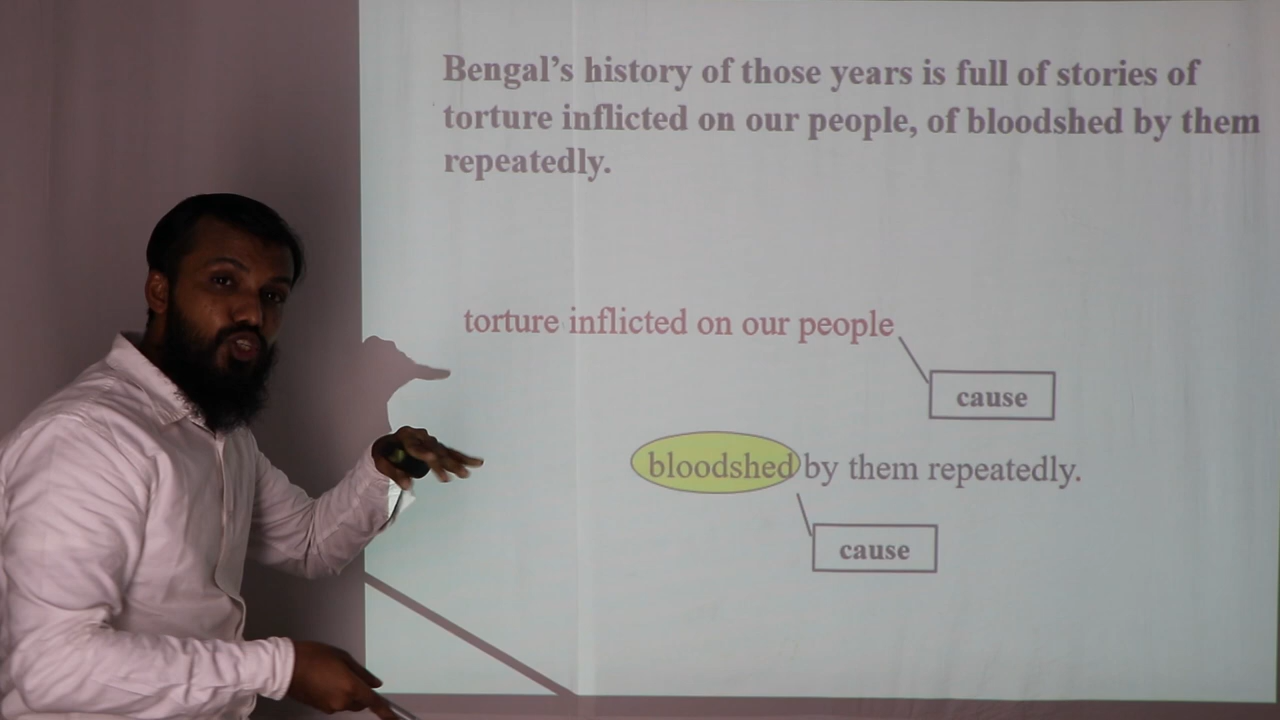 Bengal's history of those years is full of stories of
torture inflicted on our people, of bloodshed by them
repeatedly.
torture inflicted on our people
cause
bloodshed by them repeatedly.
cause